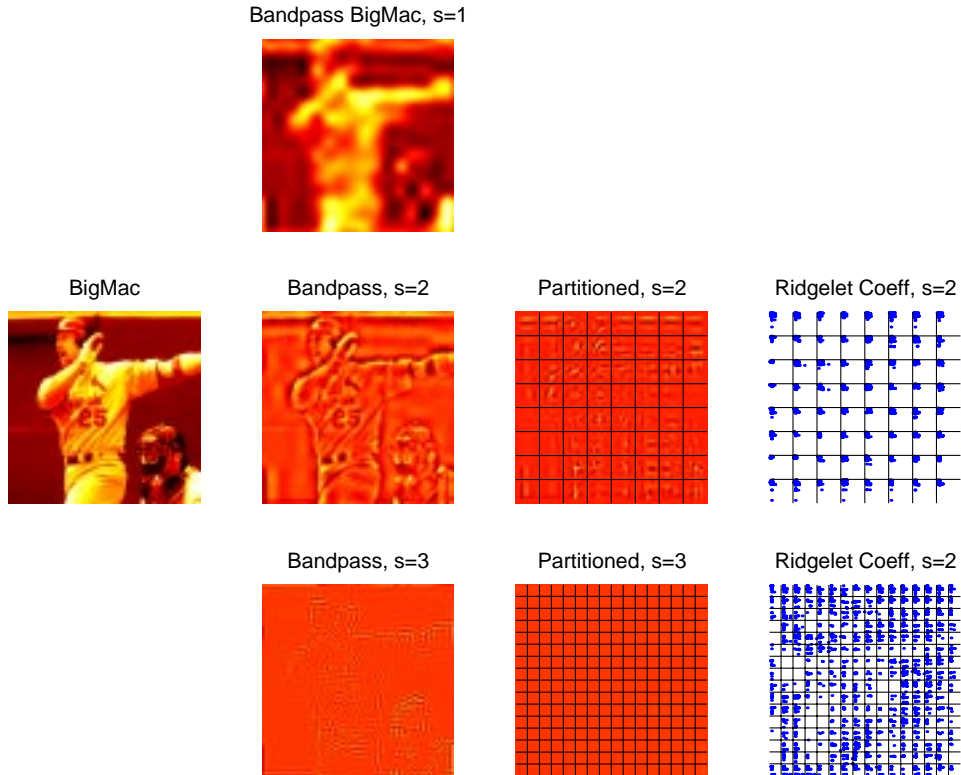 Bandpass BigMac, s=1
BigMac
Bandpass, s=2
Partitioned, s=2
Ridgelet Coeff, s=2
25
Bandpass, s=3
Partitioned, s=3
Ridgelet Coeff, s=2